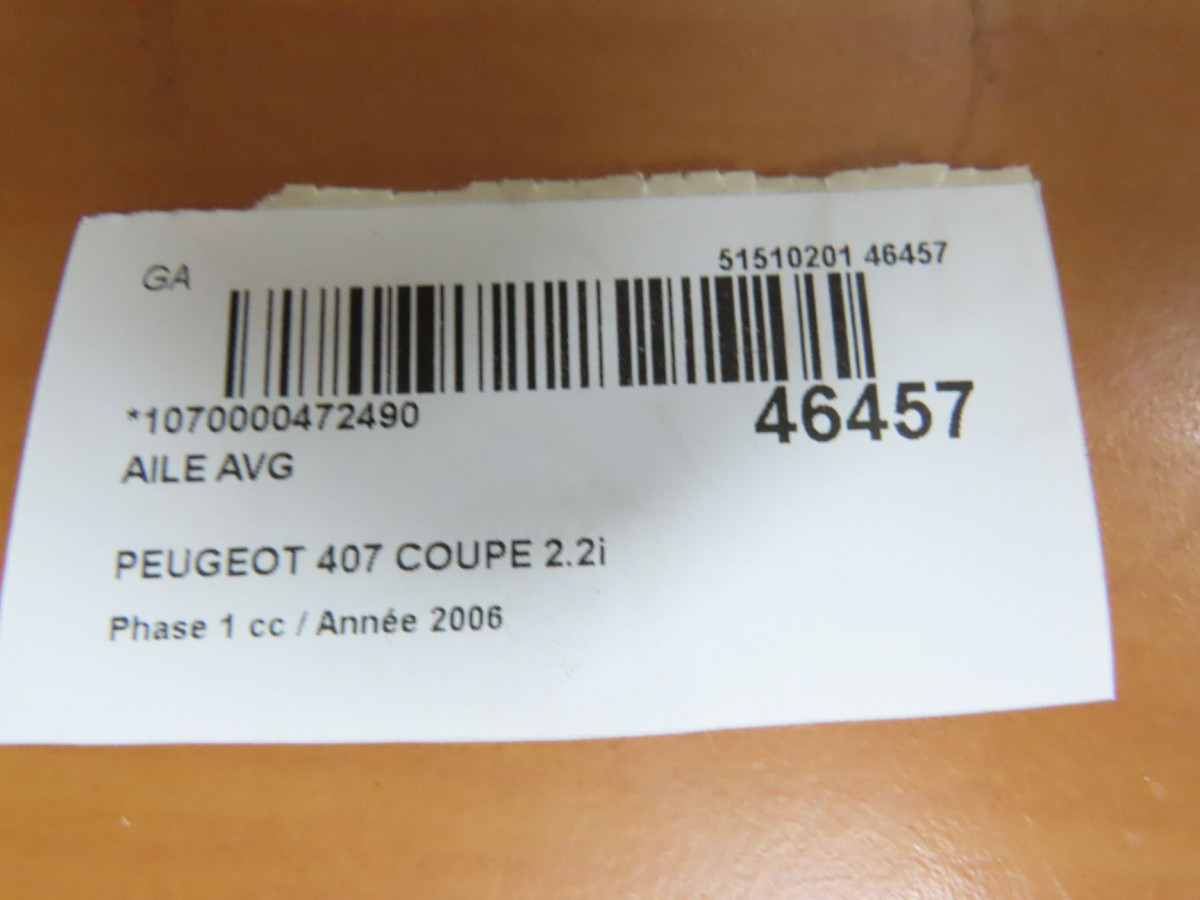 GA
51510201 46457
*1070000472490
46457
AILE AVG
PEUGEOT 407 COUPE 2.2i
Phase 1 cc / Année 2006